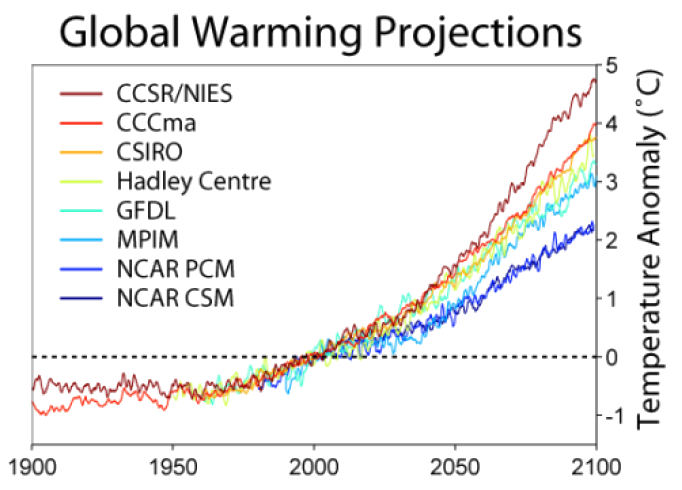 Global Warming Projections
CCSR/NIES
CCCma
CSIRO
Hadley Centre
GFDL
MPIM
NCAR PCM
NCAR CSM
5
4
3
2
1
0
-1
Temperature Anomaly (˚C)
1900 1950 2000 2050 2100